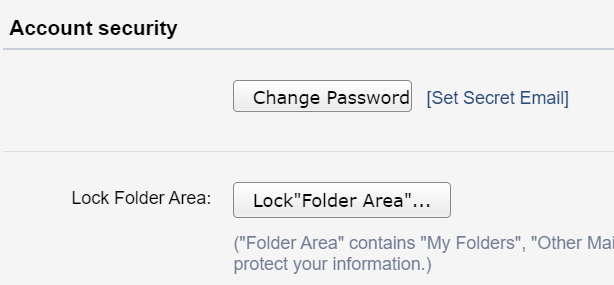 Account security
Change Password [Set Secret Email]
Lock Folder Area: Lock"Folder Area"...
("Folder Area" contains "My Folders", "Other
protect your information.)